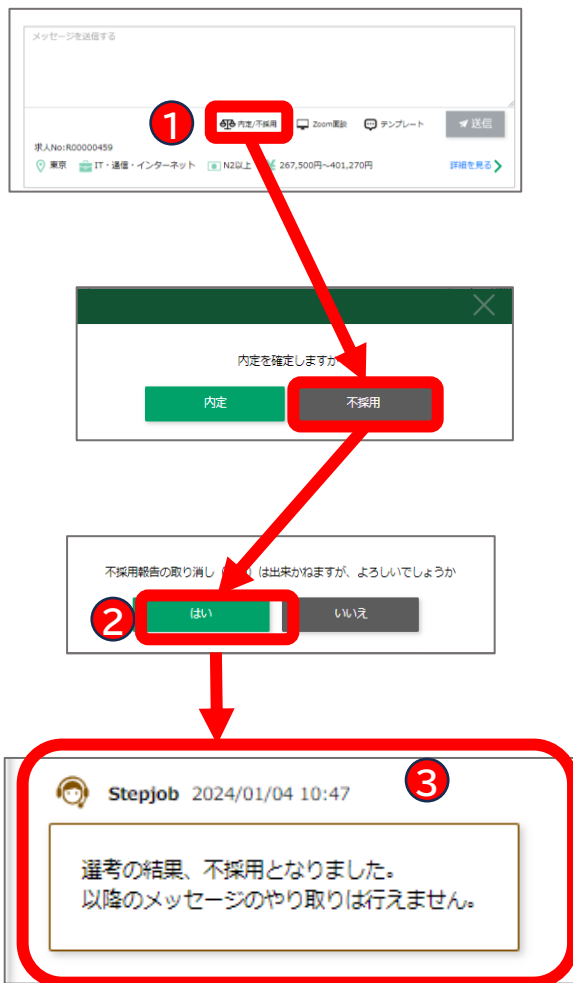 メッセージを送信する
1
内定/不採用 Zoom面談 テンプレート 送信
求人No:R00000459
東京 IT・通信・インターネット N2以上 267,500円~401,270円 詳細を見る
内定を確定しますか
内定 不採用
不採用報告の取り消し は出来かねますが、よろしいでしょうか
2
はい いいえ
3
Stepjob 2024/01/04 10:47
選考の結果、不採用となりました。
以降のメッセージのやり取りは行えません。